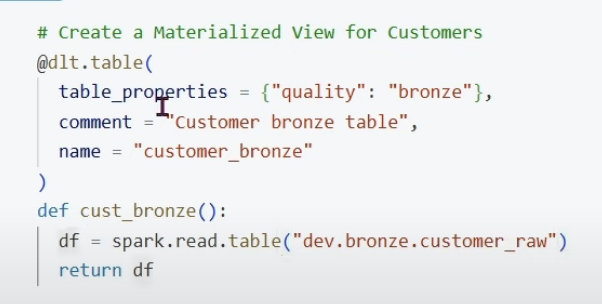 # Create a Materialized View for Customers
@dlt.table(
  table_properties = {"quality": "bronze"},
  comment = "Customer bronze table",
  name = "customer_bronze"
)
def cust_bronze():
  df = spark.read.table("dev.bronze.customer_raw")
  return df